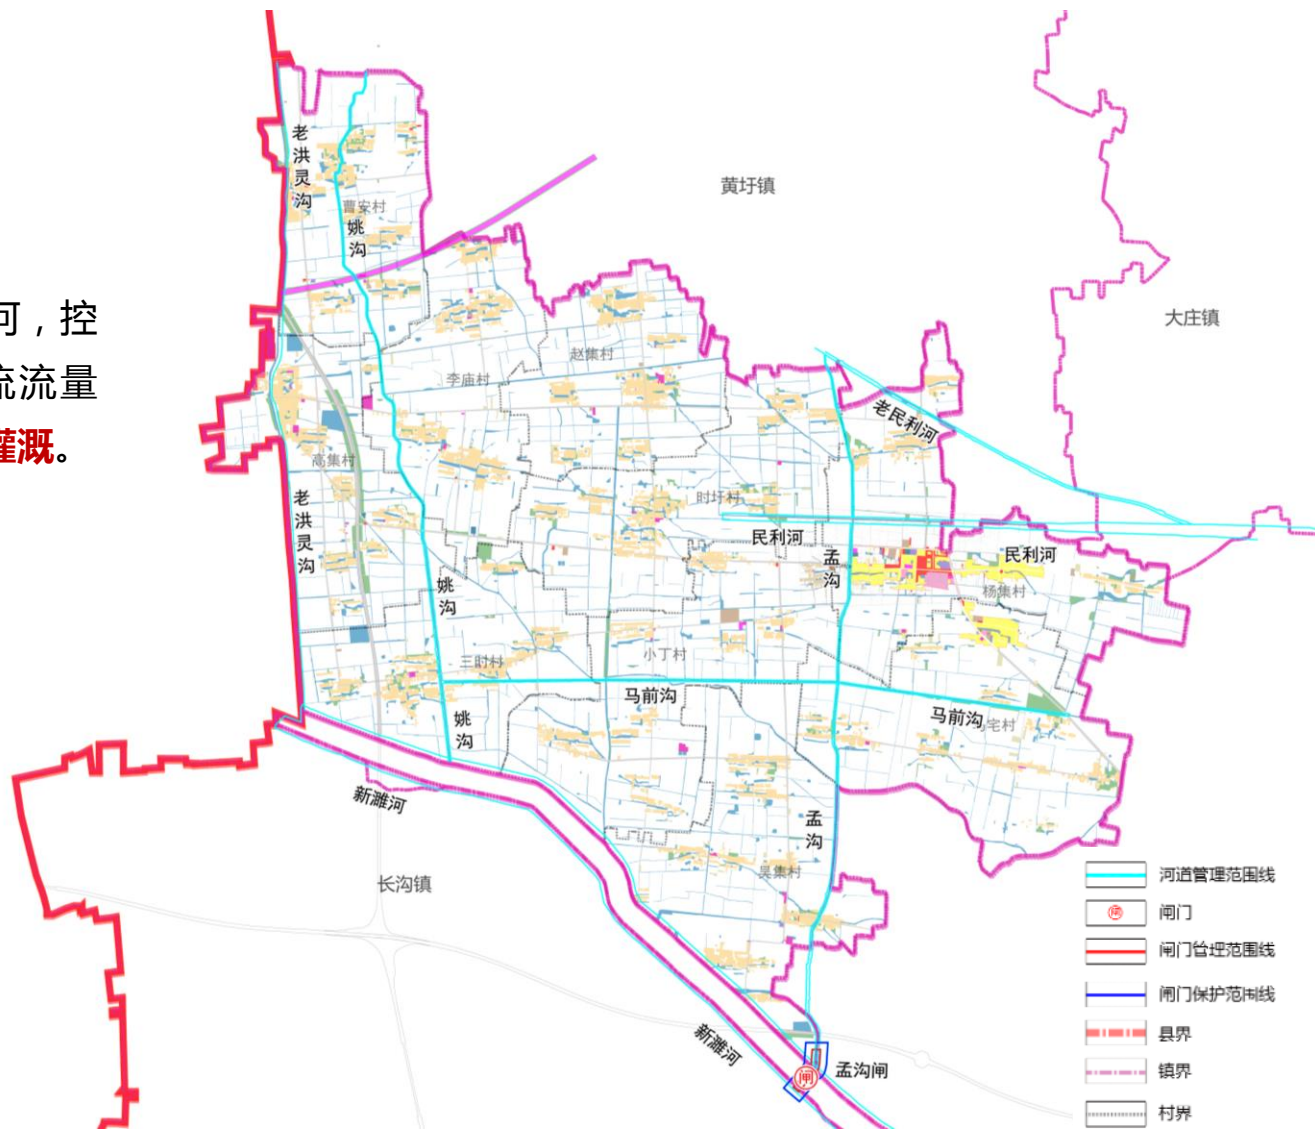 河，控
流流量
灌溉。
黄圩镇
大庄镇
长沟镇
老洪灵沟
曹安村
姚沟
赵集村
李庙村
老民利河
高集村
时圩村
老洪灵沟
民利河
孟沟
民利河
杨集村
姚沟
小丁村
三时村
马前沟
马前沟
宅村
姚沟
新濉河
孟沟
吴集村
新濉河
孟沟闸
闸
河道管理范围线
闸 闸门
闸门管理范围线
闸门保护范围线
县界
镇界
村界